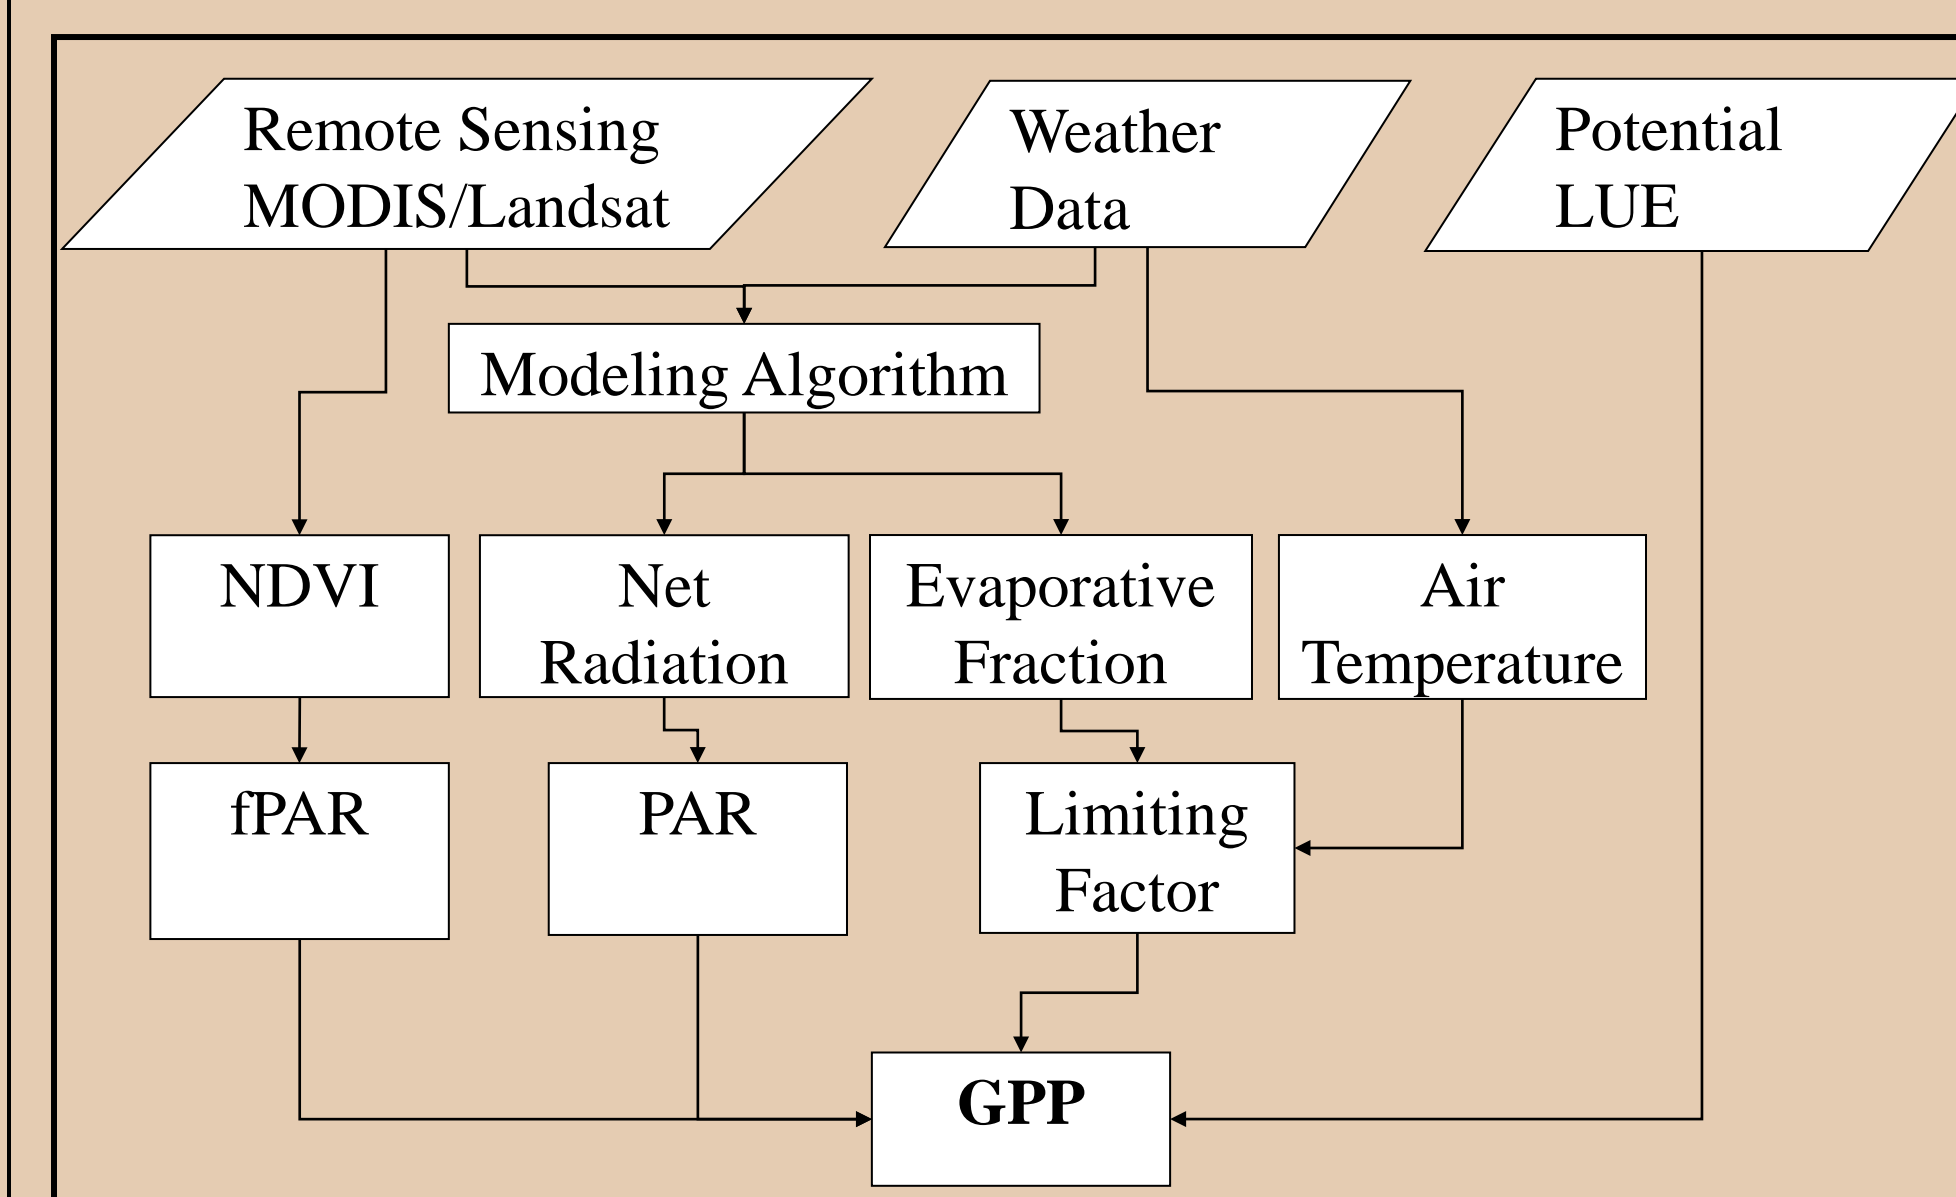 Remote Sensing
MODIS/Landsat
Weather
Data
Potential
LUE
Modeling Algorithm
NDVI
Net
Radiation
Evaporative
Fraction
Air
Temperature
fPAR
PAR
Limiting
Factor
GPP